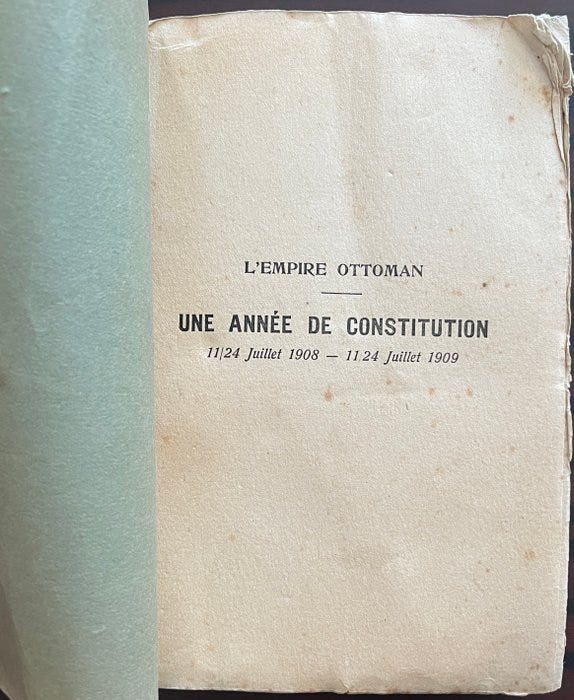 L'EMPIRE OTTOMAN
UNE ANNÉE DE CONSTITUTION
11/24 Juillet 1908 — 11 24 Juillet 1909